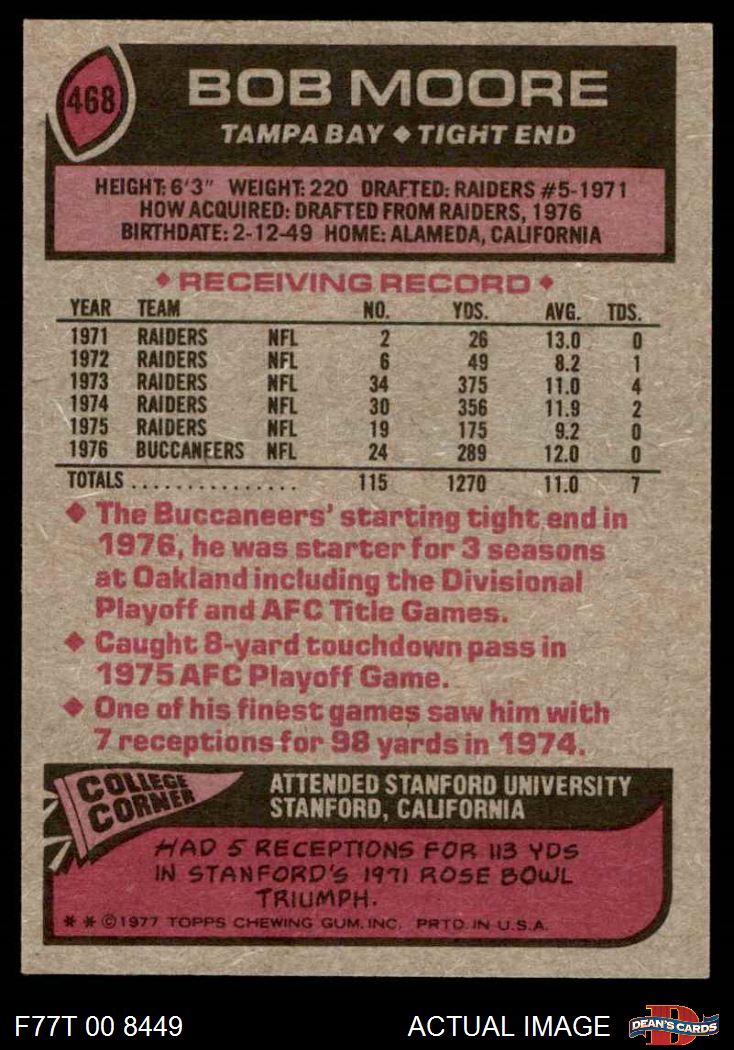 468
BOB MOORE
TAMPA BAY ◆ TIGHT END
HEIGHT: 6'3" WEIGHT: 220 DRAFTED: RAIDERS #5-1971
HOW ACQUIRED: DRAFTED FROM RAIDERS, 1976
BIRTHDATE: 2-12-49 HOME: ALAMEDA, CALIFORNIA
◆ RECEIVING RECORD ◆
YEAR TEAM NO. YDS. AVG. TDS.
1971 RAIDERS NFL 2 26 13.0 0
1972 RAIDERS NFL 6 49 8.2 1
1973 RAIDERS NFL 34 375 11.0 4
1974 RAIDERS NFL 30 356 11.9 2
1975 RAIDERS NFL 19 175 9.2 0
1976 BUCCANEERS NFL 24 289 12.0 0
TOTALS ............... 115 1270 11.0 7
◆ The Buccaneers' starting tight end in
1976, he was starter for 3 seasons
at Oakland including the Divisional
Playoff and AFC Title Games.
◆ Caught 8-yard touchdown pass in
1975 AFC Playoff Game.
◆ One of his finest games saw him with
7 receptions for 98 yards in 1974.
COLLEGE
CORNER
ATTENDED STANFORD UNIVERSITY
STANFORD, CALIFORNIA
HAD 5 RECEPTIONS FOR 113 YDS
IN STANFORD'S 1971 ROSE BOWL
TRIUMPH.
* * © 1977 TOPPS CHEWING GUM, INC. PRTD. IN U.S.A.
F77T 00 8449
ACTUAL IMAGE
D
DEAN'S CARDS